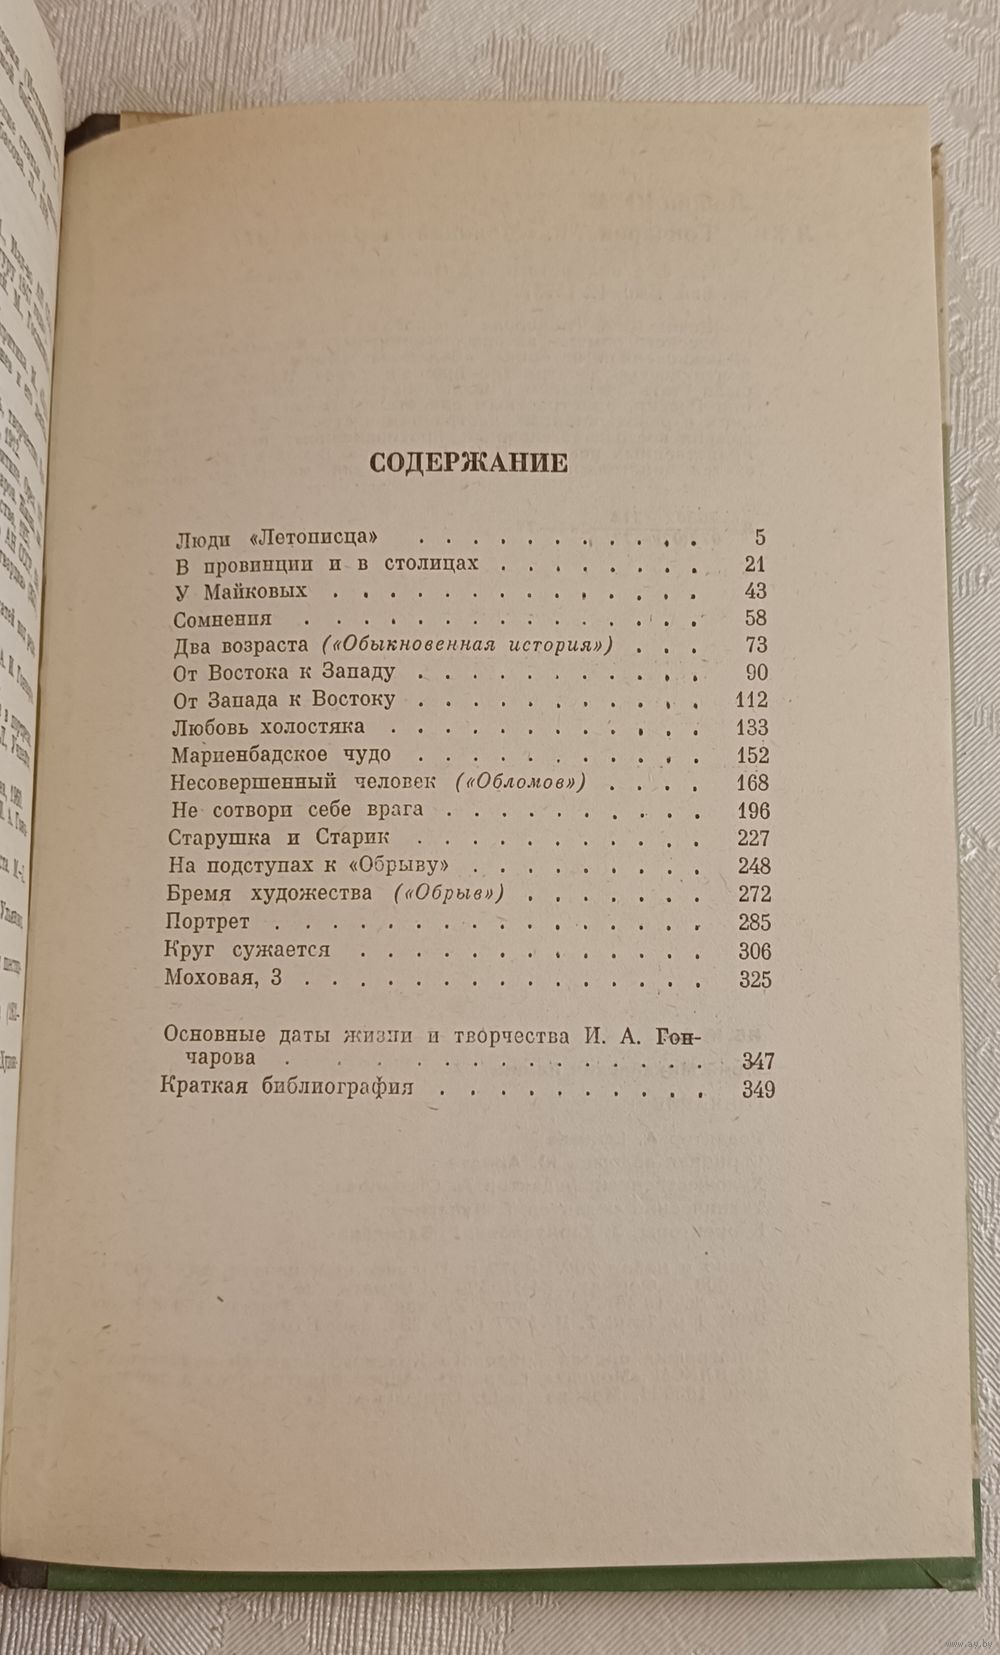 СОДЕРЖАНИЕ
Люди «Летописца» . . . . . . . . . . . 5
В провинции и в столицах . . . . . . . . 21
У Майковых . . . . . . . . . . . . . 43
Сомнения . . . . . . . . . . . . . . 58
Два возраста («Обыкновенная история») . . . 73
От Востока к Западу . . . . . . . . . . . 90
От Запада к Востоку . . . . . . . . . . . 112
Любовь холостяка . . . . . . . . . . . . 133
Мариенбадское чудо . . . . . . . . . . . 152
Несовершенный человек («Обломов») . . . . 168
Не сотвори себе врага . . . . . . . . . . 196
Старушка и Старик . . . . . . . . . . . 227
На подступах к «Обрыву» . . . . . . . . . 248
Бремя художества («Обрыв») . . . . . . . 272
Портрет . . . . . . . . . . . . . . . . 285
Круг сужается . . . . . . . . . . . . . 306
Моховая, 3 . . . . . . . . . . . . . . . 325
Основные даты жизни и творчества И. А. Гон-
чарова . . . . . . . . . . . . . . . 347
Краткая библиография . . . . . . . . . . 349
www.ay.by